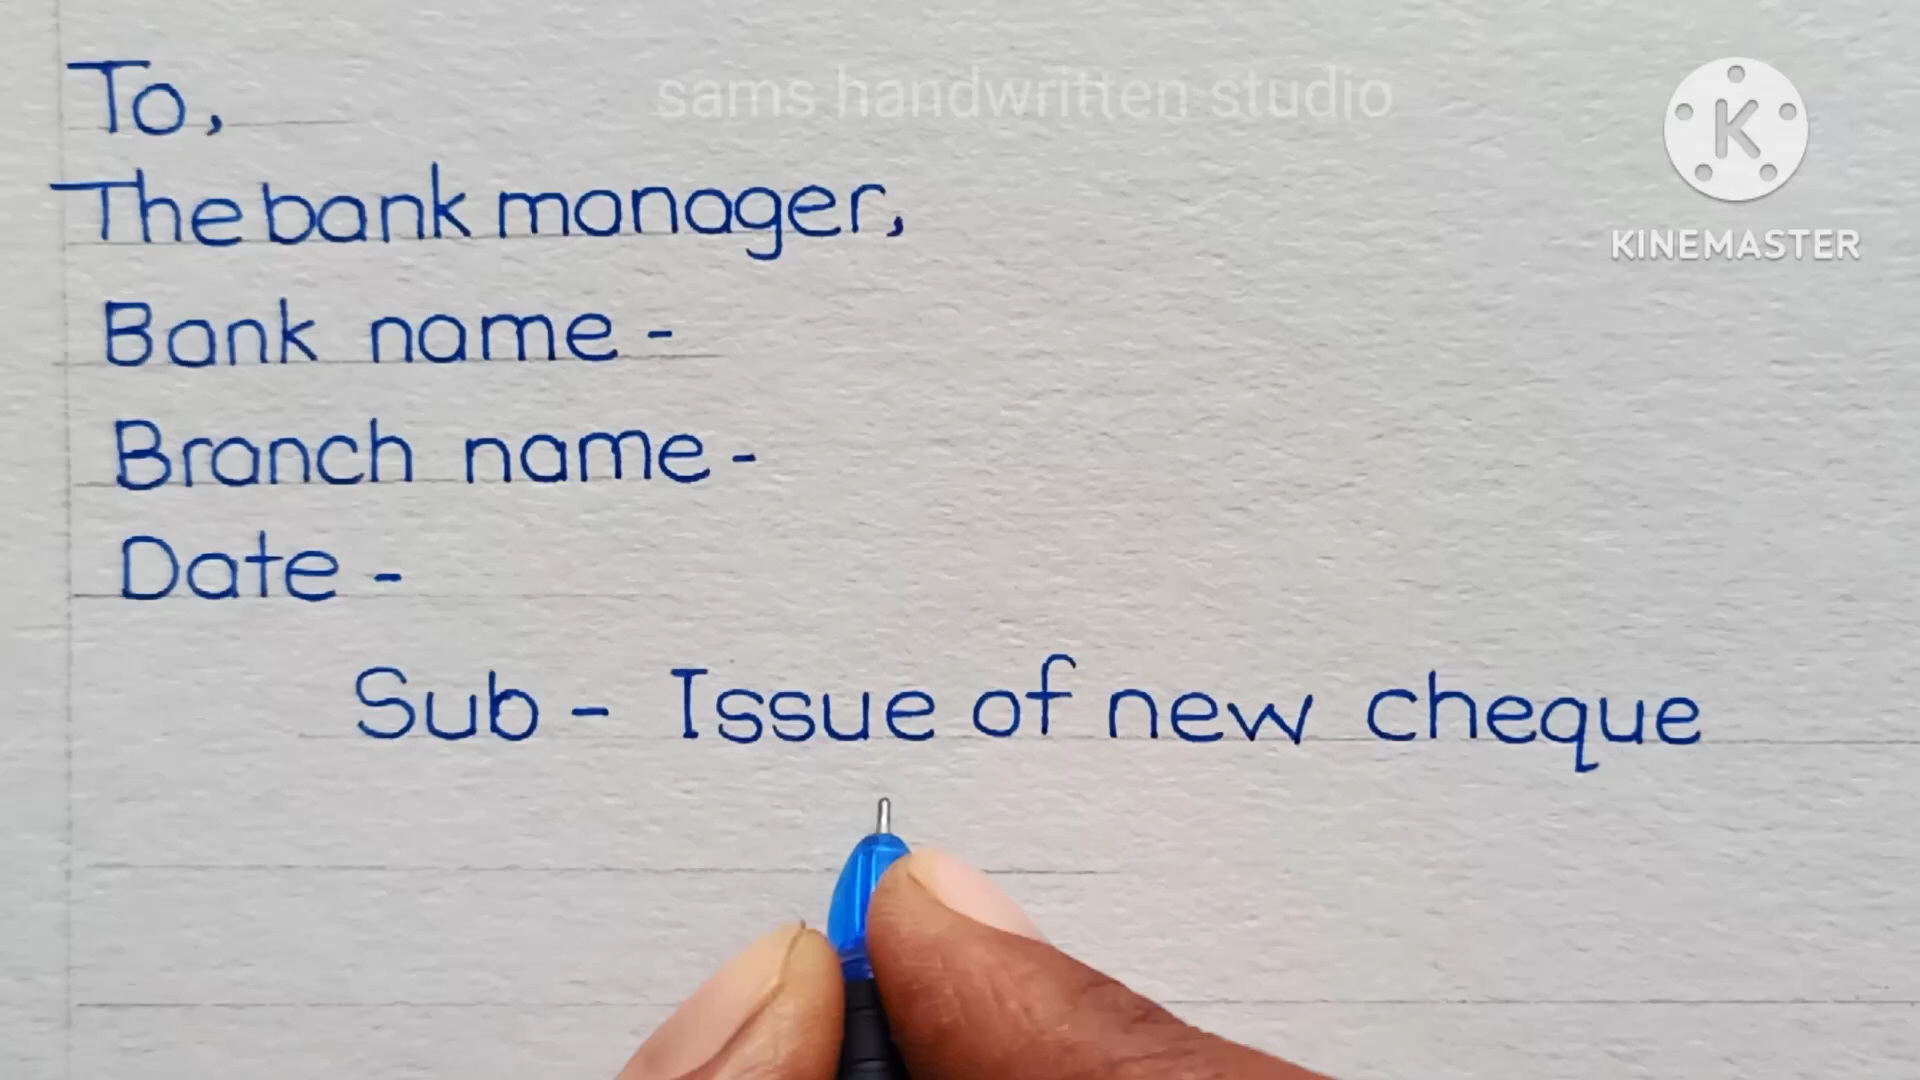 To,
sams handwritten studio
The bank manager,
KINEMASTER
Bank name -
Branch name -
Date -
Sub - Issue of new cheque